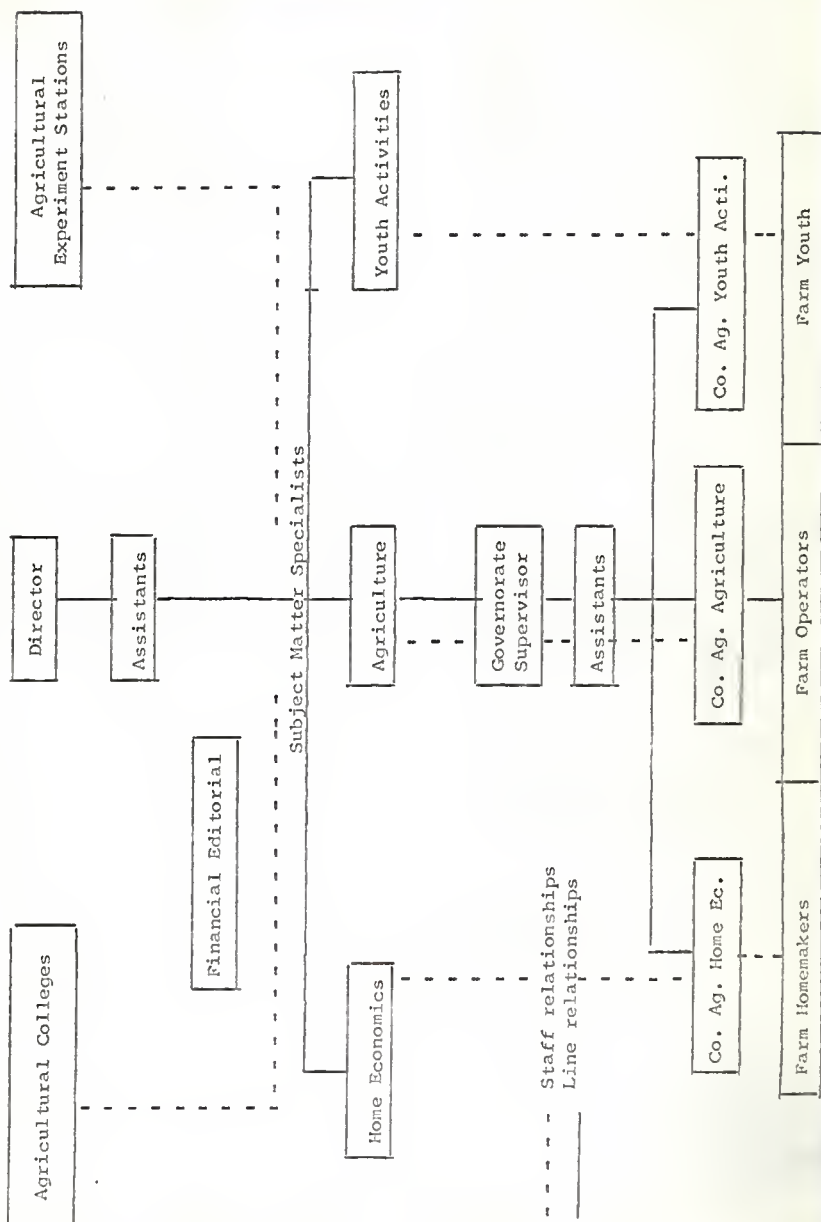 Agricultural Colleges
Director
Agricultural
Experiment Stations
Assistants
Financial Editorial
Subject Matter Specialists
Home Economics
Agriculture
Youth Activities
Governorate
Supervisor
Staff relationships
Line relationships
Assistants
Co. Ag. Home Ec.
Co. Ag. Agriculture
Co. Ag. Youth Acti.
Farm Homemakers
Farm Operators
Farm Youth